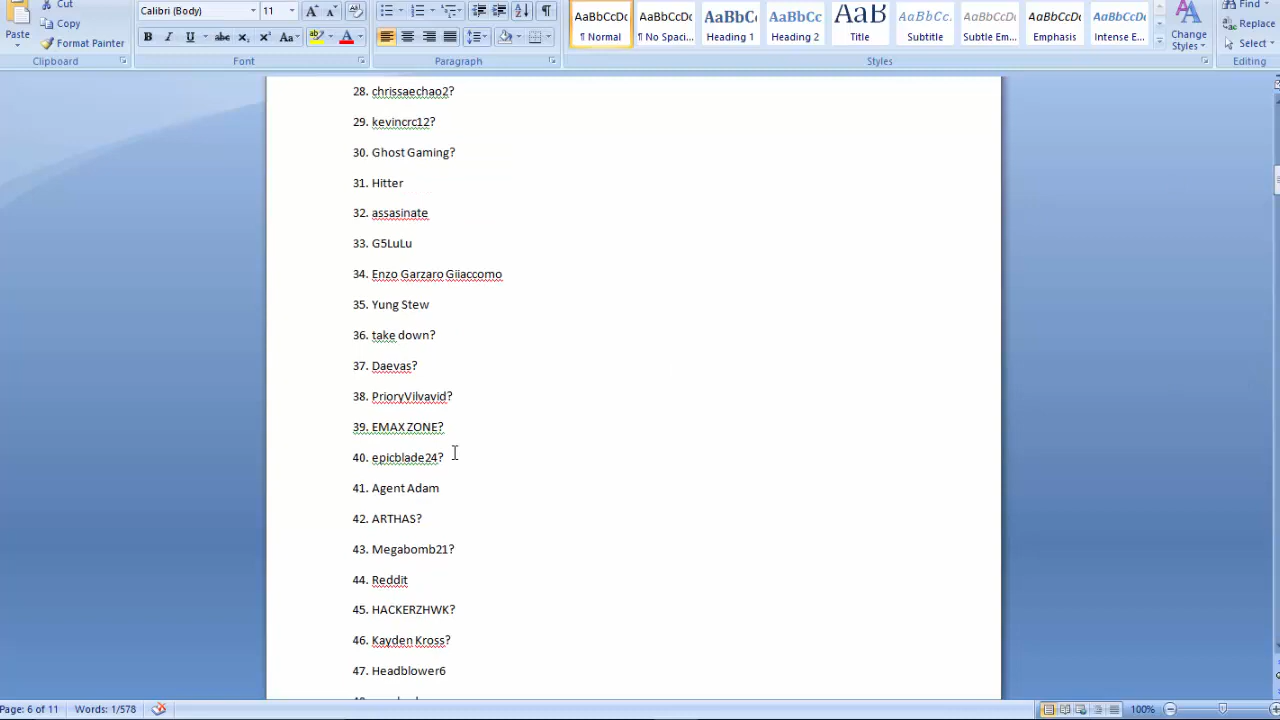 Cut
Calibri (Body) 11
AaBbCcDc AaBbCcDc AaBbC AaBbCc AaB AaBbCc. AaBbCcDc AaBbCcDc AaBbCcDc
Find
Paste
Copy
Replace
Format Painter
B I U abc X₂ X² Aa
¶ Normal ¶ No Spaci... Heading 1 Heading 2 Title Subtitle Subtle Em... Emphasis Intense E...
Change
Styles
Select
Clipboard Font Paragraph Styles Editing
28. chrissaechao2?
29. kevincrc12?
30. Ghost Gaming?
31. Hitter
32. assasinate
33. G5LuLu
34. Enzo Garzaro Giiaccomo
35. Yung Stew
36. take down?
37. Daevas?
38. PrioryVilvavid?
39. EMAX ZONE?
40. epicblade24?
41. Agent Adam
42. ARTHAS?
43. Megabomb21?
44. Reddit
45. HACKERZHWK?
46. Kayden Kross?
47. Headblower6
Page: 6 of 11 Words: 1/578 100%